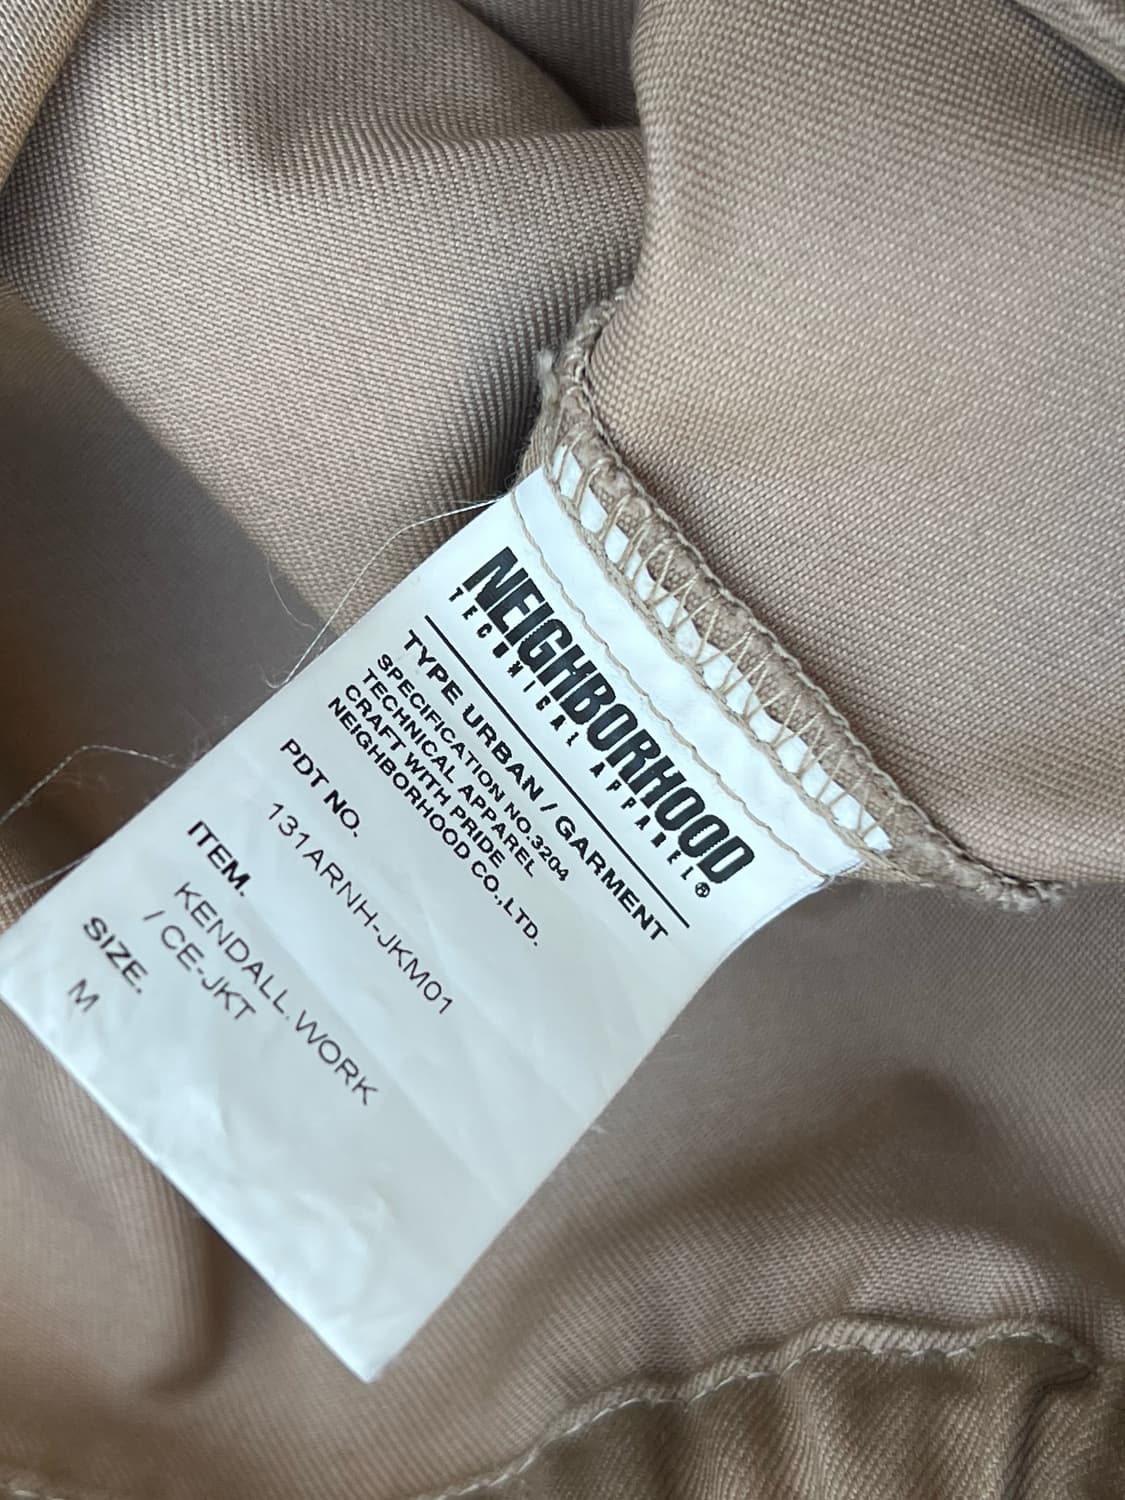 NEIGHBORHOOD
TECHNICAL APPAREL®
TYPE URBAN / GARMENT
SPECIFICATION NO.3204
TECHNICAL APPAREL
CRAFT WITH PRIDE
NEIGHBORHOOD CO.,LTD.
PDT NO.
131ARNH-JKM01
ITEM.
KENDALL.WORK
/ CE-JKT
SIZE.
M